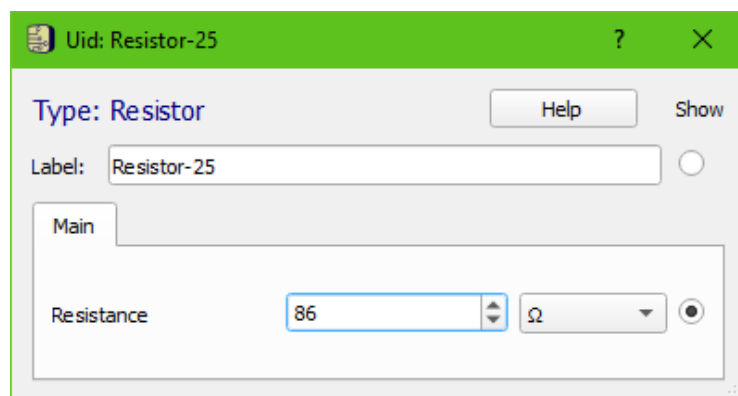 Uid: Resistor-25 ?
Type: Resistor Help Show
Label: Resistor-25
Main
Resistance 86 Ω